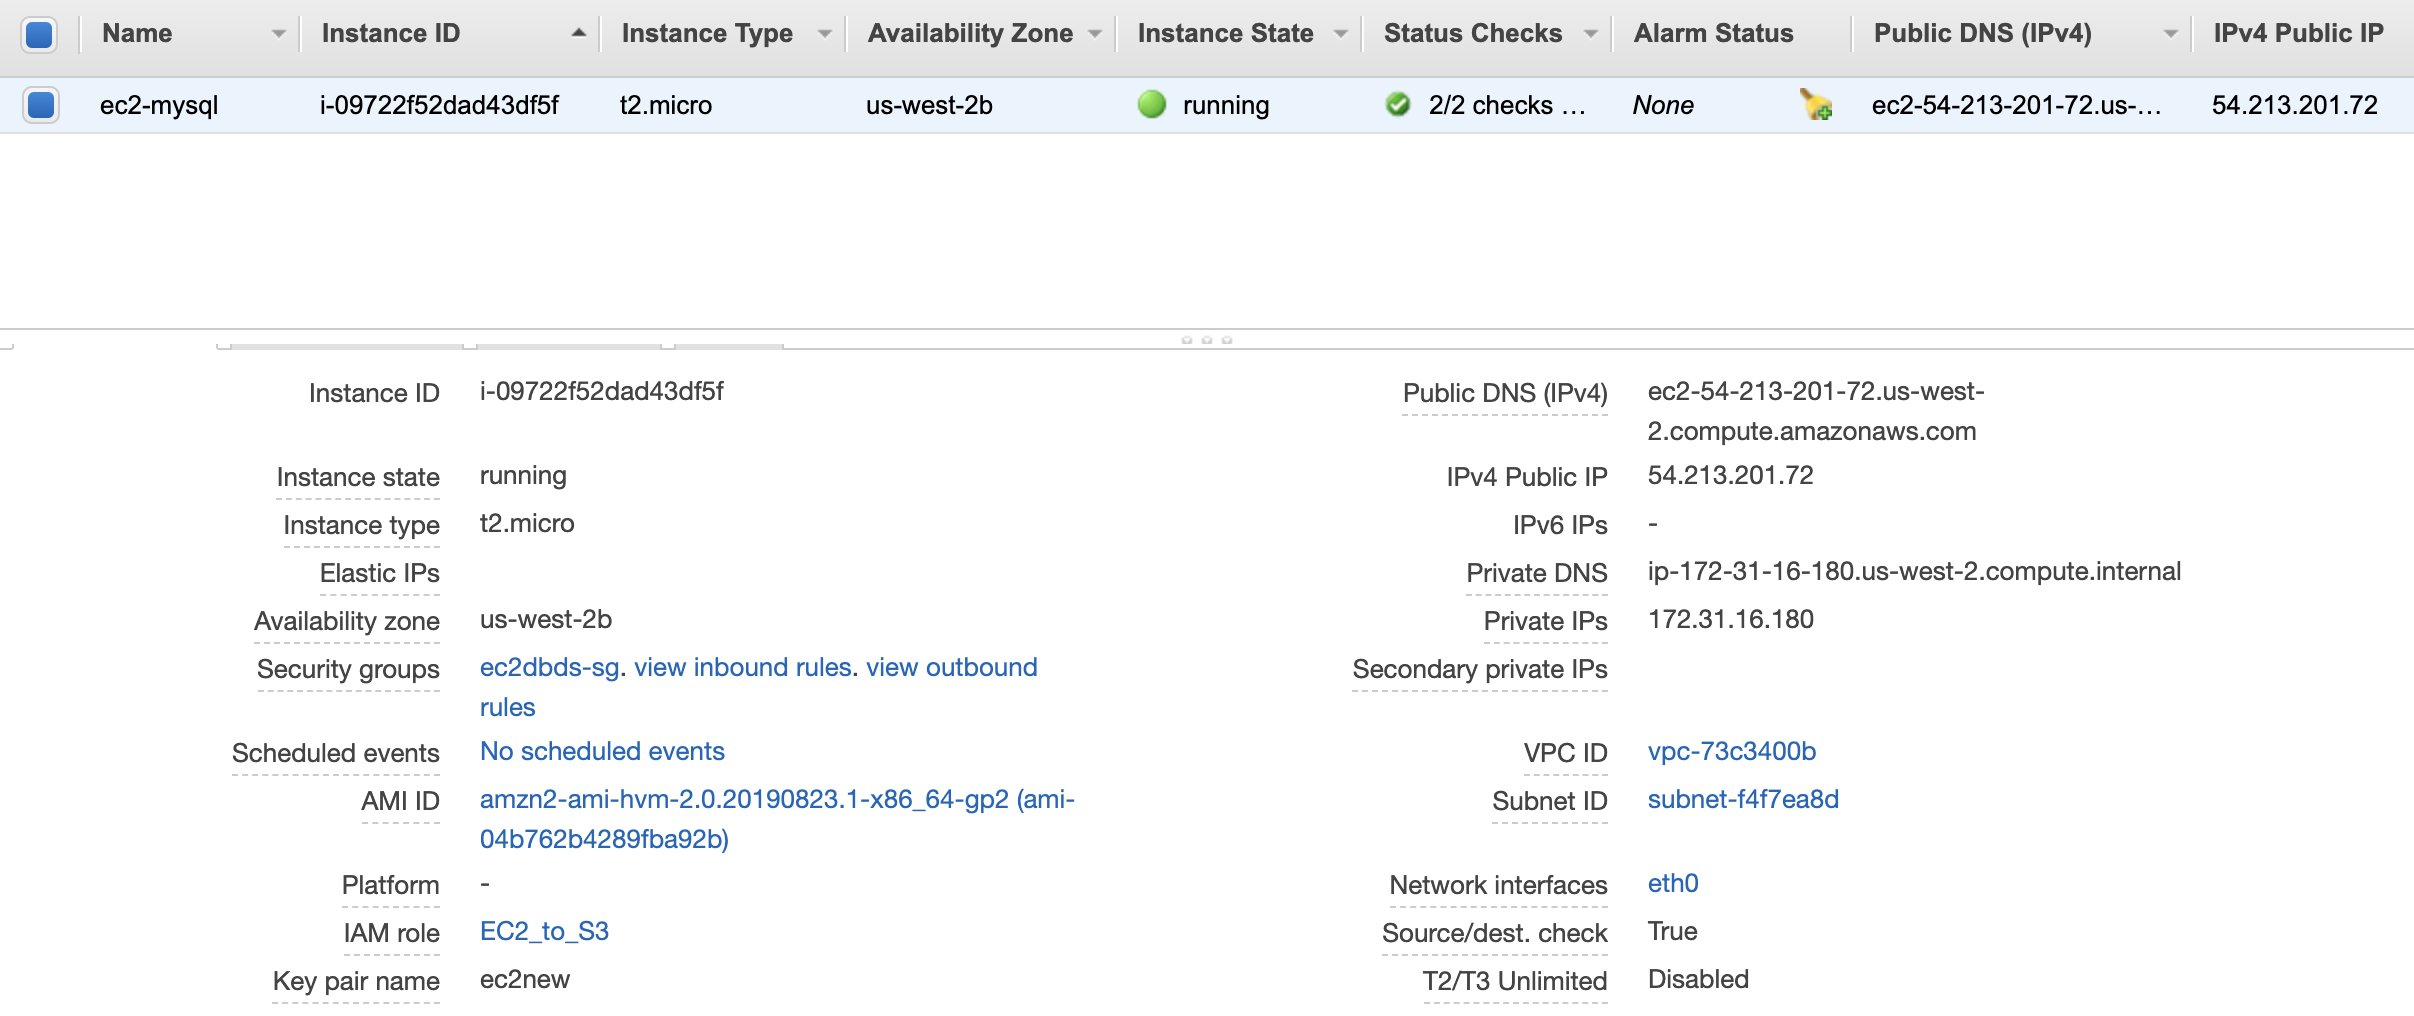 Name Instance ID Instance Type Availability Zone Instance State Status Checks Alarm Status Public DNS (IPv4) IPv4 Public IP
ec2-mysql i-09722f52dad43df5f t2.micro us-west-2b running 2/2 checks ... None ec2-54-213-201-72.us-... 54.213.201.72
Instance ID i-09722f52dad43df5f
Public DNS (IPv4) ec2-54-213-201-72.us-west-
2.compute.amazonaws.com
Instance state running
IPv4 Public IP 54.213.201.72
Instance type t2.micro
IPv6 IPs -
Elastic IPs
Private DNS ip-172-31-16-180.us-west-2.compute.internal
Availability zone us-west-2b
Private IPs 172.31.16.180
Security groups ec2dbds-sg. view inbound rules. view outbound
rules
Secondary private IPs
Scheduled events No scheduled events
VPC ID vpc-73c3400b
AMI ID amzn2-ami-hvm-2.0.20190823.1-x86_64-gp2 (ami-
04b762b4289fba92b)
Subnet ID subnet-f4f7ea8d
Platform -
Network interfaces eth0
IAM role EC2_to_S3
Source/dest. check True
Key pair name ec2new
T2/T3 Unlimited Disabled